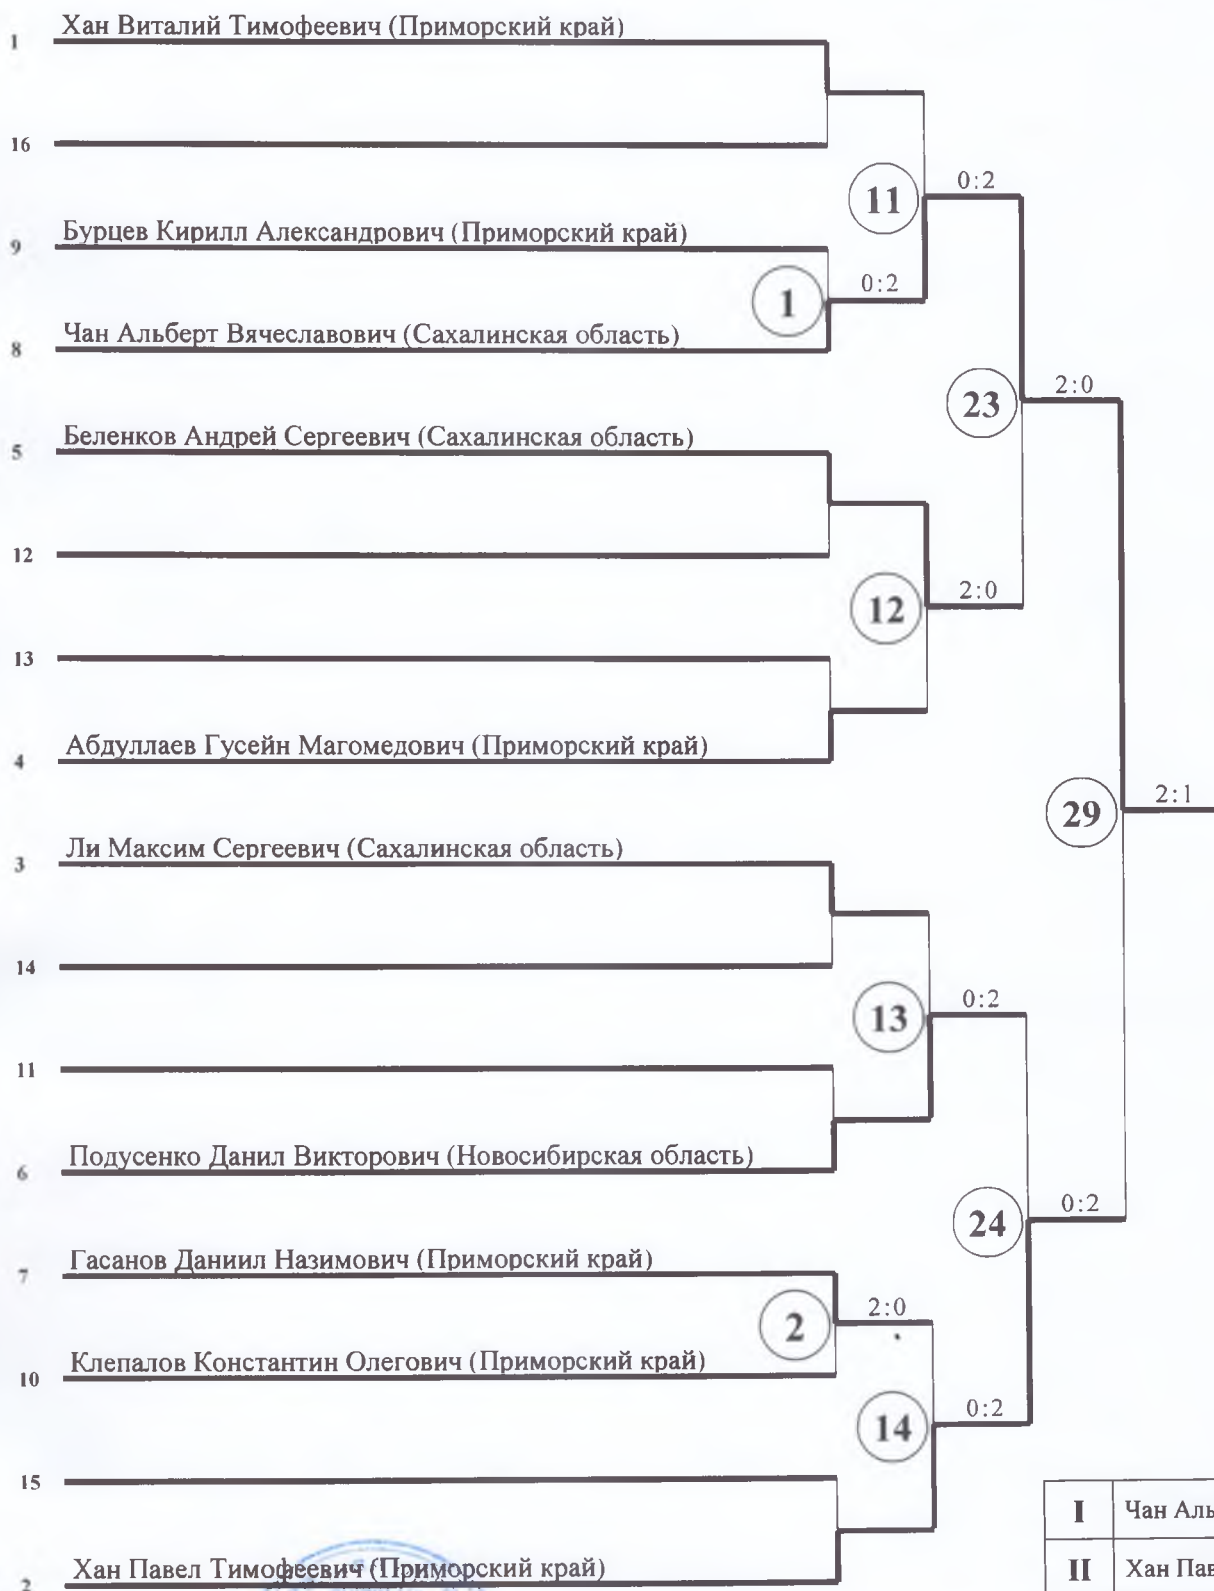 Хан Виталий Тимофеевич (Приморский край)
1
16
11
0:2
Бурцев Кирилл Александрович (Приморский край)
9
1
0:2
Чан Альберт Вячеславович (Сахалинская область)
8
23
2:0
Беленков Андрей Сергеевич (Сахалинская область)
5
12
12
2:0
13
Абдуллаев Гусейн Магомедович (Приморский край)
4
29
2:1
Ли Максим Сергеевич (Сахалинская область)
3
14
13
0:2
11
Подусенко Данил Викторович (Новосибирская область)
6
24
0:2
Гасанов Даниил Назимович (Приморский край)
7
2
2:0
Клепалов Константин Олегович (Приморский край)
10
14
0:2
15
I Чан Аль
Хан Павел Тимофеевич (Приморский край)
2
II Хан Пав